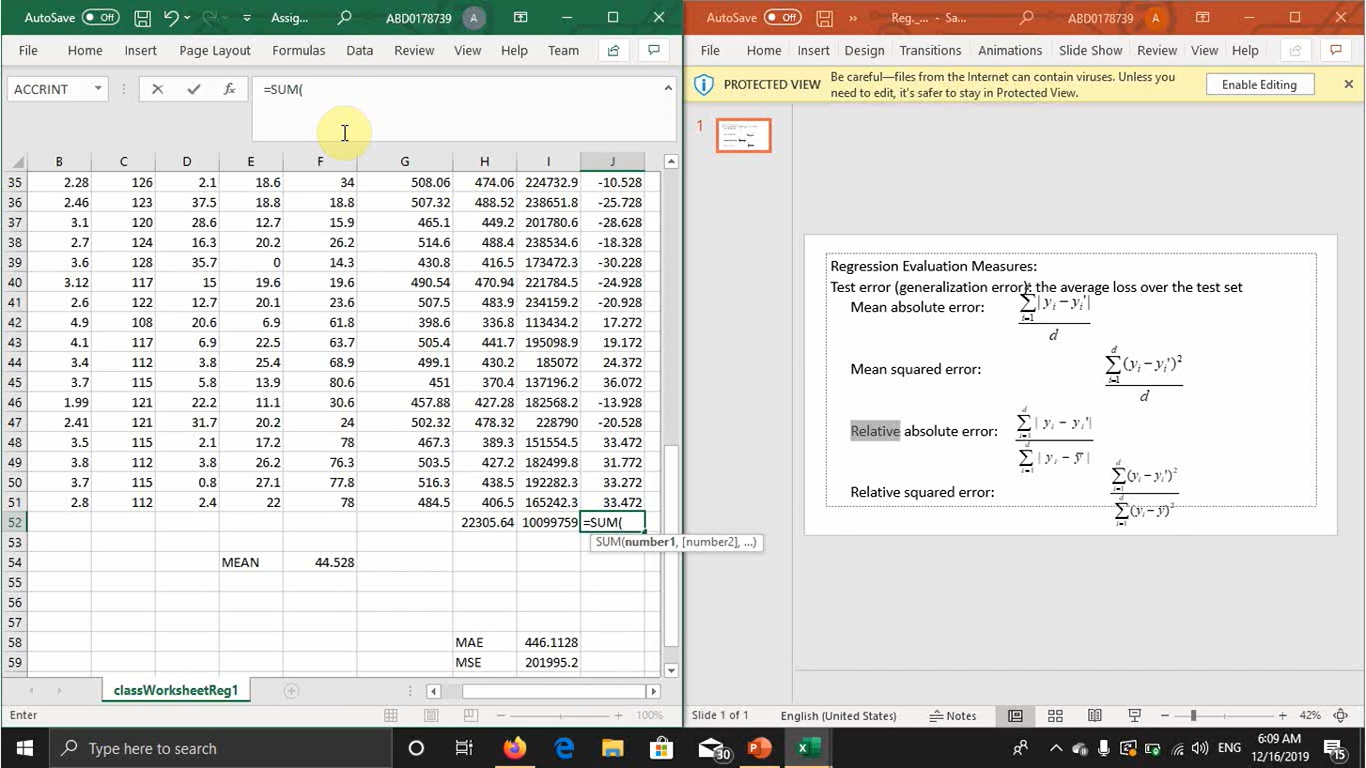 AutoSave Off Assig... ABD0178739 A
File Home Insert Page Layout Formulas Data Review View Help Team
ACCRINT fx =SUM(
B C D E F G H I J
35 2.28 126 2.1 18.6 34 508.06 474.06 224732.9 -10.528
36 2.46 123 37.5 18.8 18.8 507.32 488.52 238651.8 -25.728
37 3.1 120 28.6 12.7 15.9 465.1 449.2 201780.6 -28.628
38 2.7 124 16.3 20.2 26.2 514.6 488.4 238534.6 -18.328
39 3.6 128 35.7 0 14.3 430.8 416.5 173472.3 -30.228
40 3.12 117 15 19.6 19.6 490.54 470.94 221784.5 -24.928
41 2.6 122 12.7 20.1 23.6 507.5 483.9 234159.2 -20.928
42 4.9 108 20.6 6.9 61.8 398.6 336.8 113434.2 17.272
43 4.1 117 6.9 22.5 63.7 505.4 441.7 195098.9 19.172
44 3.4 112 3.8 25.4 68.9 499.1 430.2 185072 24.372
45 3.7 115 5.8 13.9 80.6 451 370.4 137196.2 36.072
46 1.99 121 22.2 11.1 30.6 457.88 427.28 182568.2 -13.928
47 2.41 121 31.7 20.2 24 502.32 478.32 228790 -20.528
48 3.5 115 2.1 17.2 78 467.3 389.3 151554.5 33.472
49 3.8 112 3.8 26.2 76.3 503.5 427.2 182499.8 31.772
50 3.7 115 0.8 27.1 77.8 516.3 438.5 192282.3 33.272
51 2.8 112 2.4 22 78 484.5 406.5 165242.3 33.472
52 22305.64 10099759 =SUM(
53 SUM(number1, [number2], ...)
54 MEAN 44.528
55
56
57
58 MAE 446.1128
59 MSE 201995.2
classWorksheetReg1
Enter 100%
AutoSave Off » Reg._... - Sa... ABD0178739 A
File Home Insert Design Transitions Animations Slide Show Review View Help
PROTECTED VIEW Be careful—files from the Internet can contain viruses. Unless you
need to edit, it's safer to stay in Protected View. Enable Editing
1
Regression Evaluation Measures:
Test error (generalization error): the average loss over the test set
Mean absolute error: ∑ i=1 | yi − yi' | / d
Mean squared error: d ∑ i=1 (yi − yi')² / d
Relative absolute error: d ∑ i=1 | yi − yi' | / d ∑ i=1 | yi − ȳ |
Relative squared error: d ∑ i=1 (yi − yi')² / d ∑ i=1 (yi − ȳ)²
Slide 1 of 1 English (United States) Notes 42%
Type here to search 30 ENG 6:09 AM
12/16/2019 15